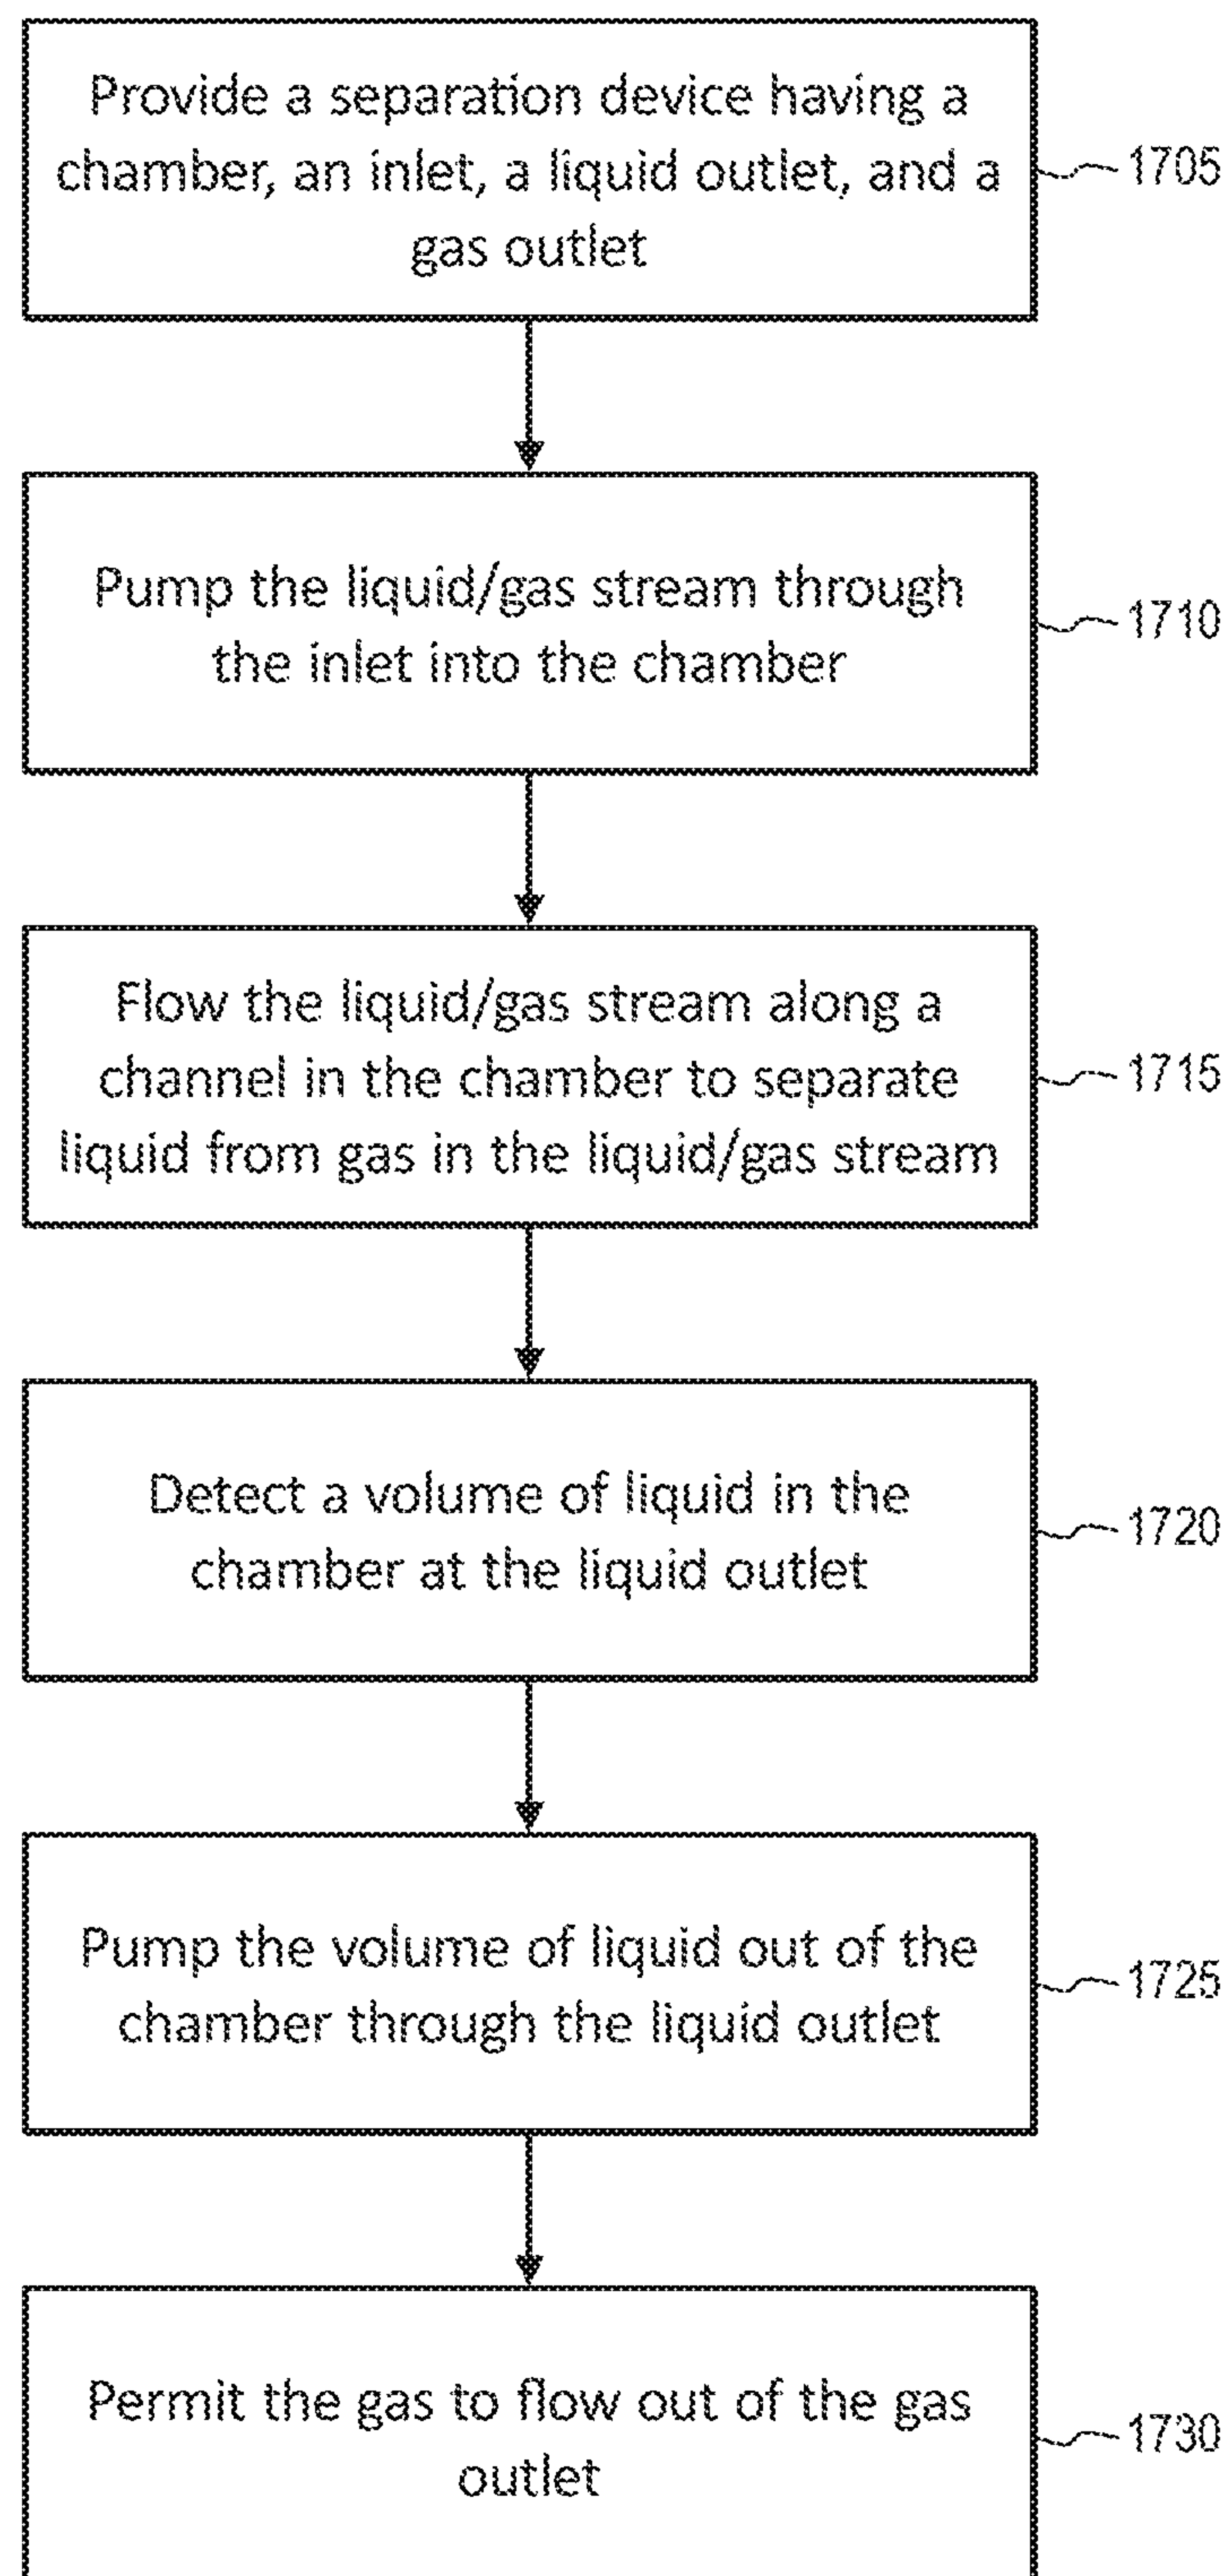 Provide a separation device having a
chamber, an inlet, a liquid outlet, and a
gas outlet
1705
Pump the liquid/gas stream through
the inlet into the chamber
1710
Flow the liquid/gas stream along a
channel in the chamber to separate
liquid from gas in the liquid/gas stream
1715
Detect a volume of liquid in the
chamber at the liquid outlet
1720
Pump the volume of liquid out of the
chamber through the liquid outlet
1725
Permit the gas to flow out of the gas
outlet
1730